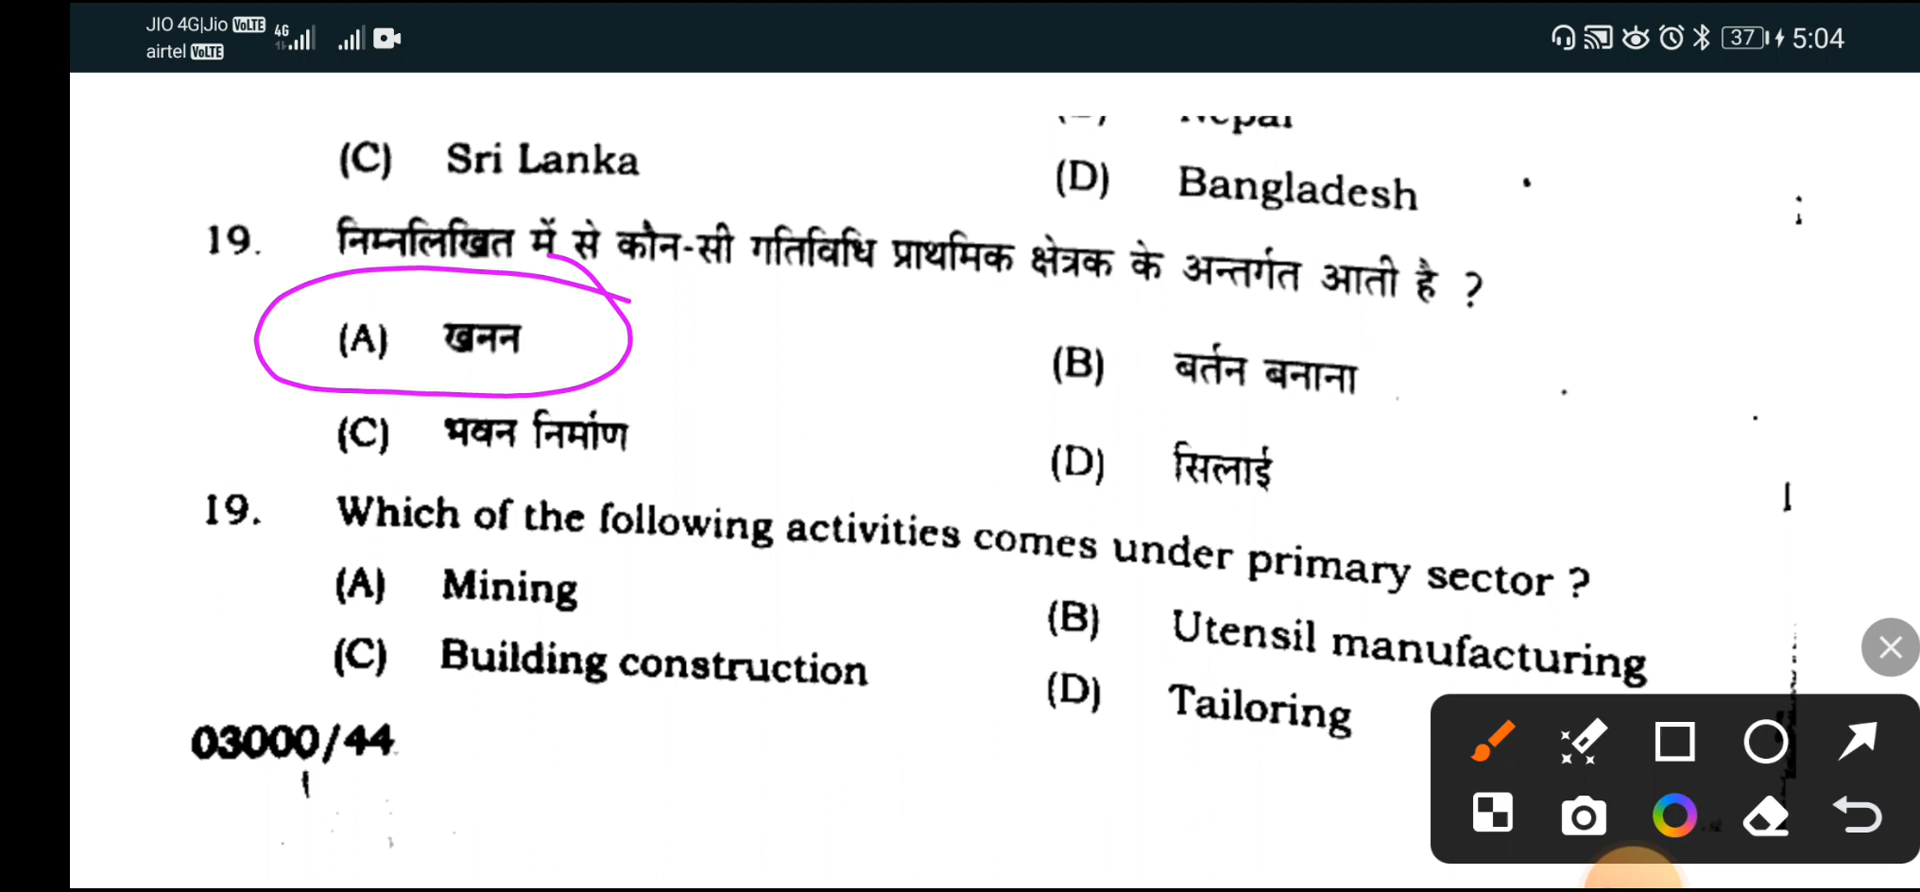 JIO 4G|Jio VoLTE 4G
airtel VoLTE
37 5:04
Nepal
(C) Sri Lanka
(D) Bangladesh
19. निम्नलिखित में से कौन-सी गतिविधि प्राथमिक क्षेत्रक के अन्तर्गत आती है ?
(A) खनन
(B) बर्तन बनाना
(C) भवन निर्माण
(D) सिलाई
19. Which of the following activities comes under primary sector ?
(A) Mining
(B) Utensil manufacturing
(C) Building construction
(D) Tailoring
03000/44